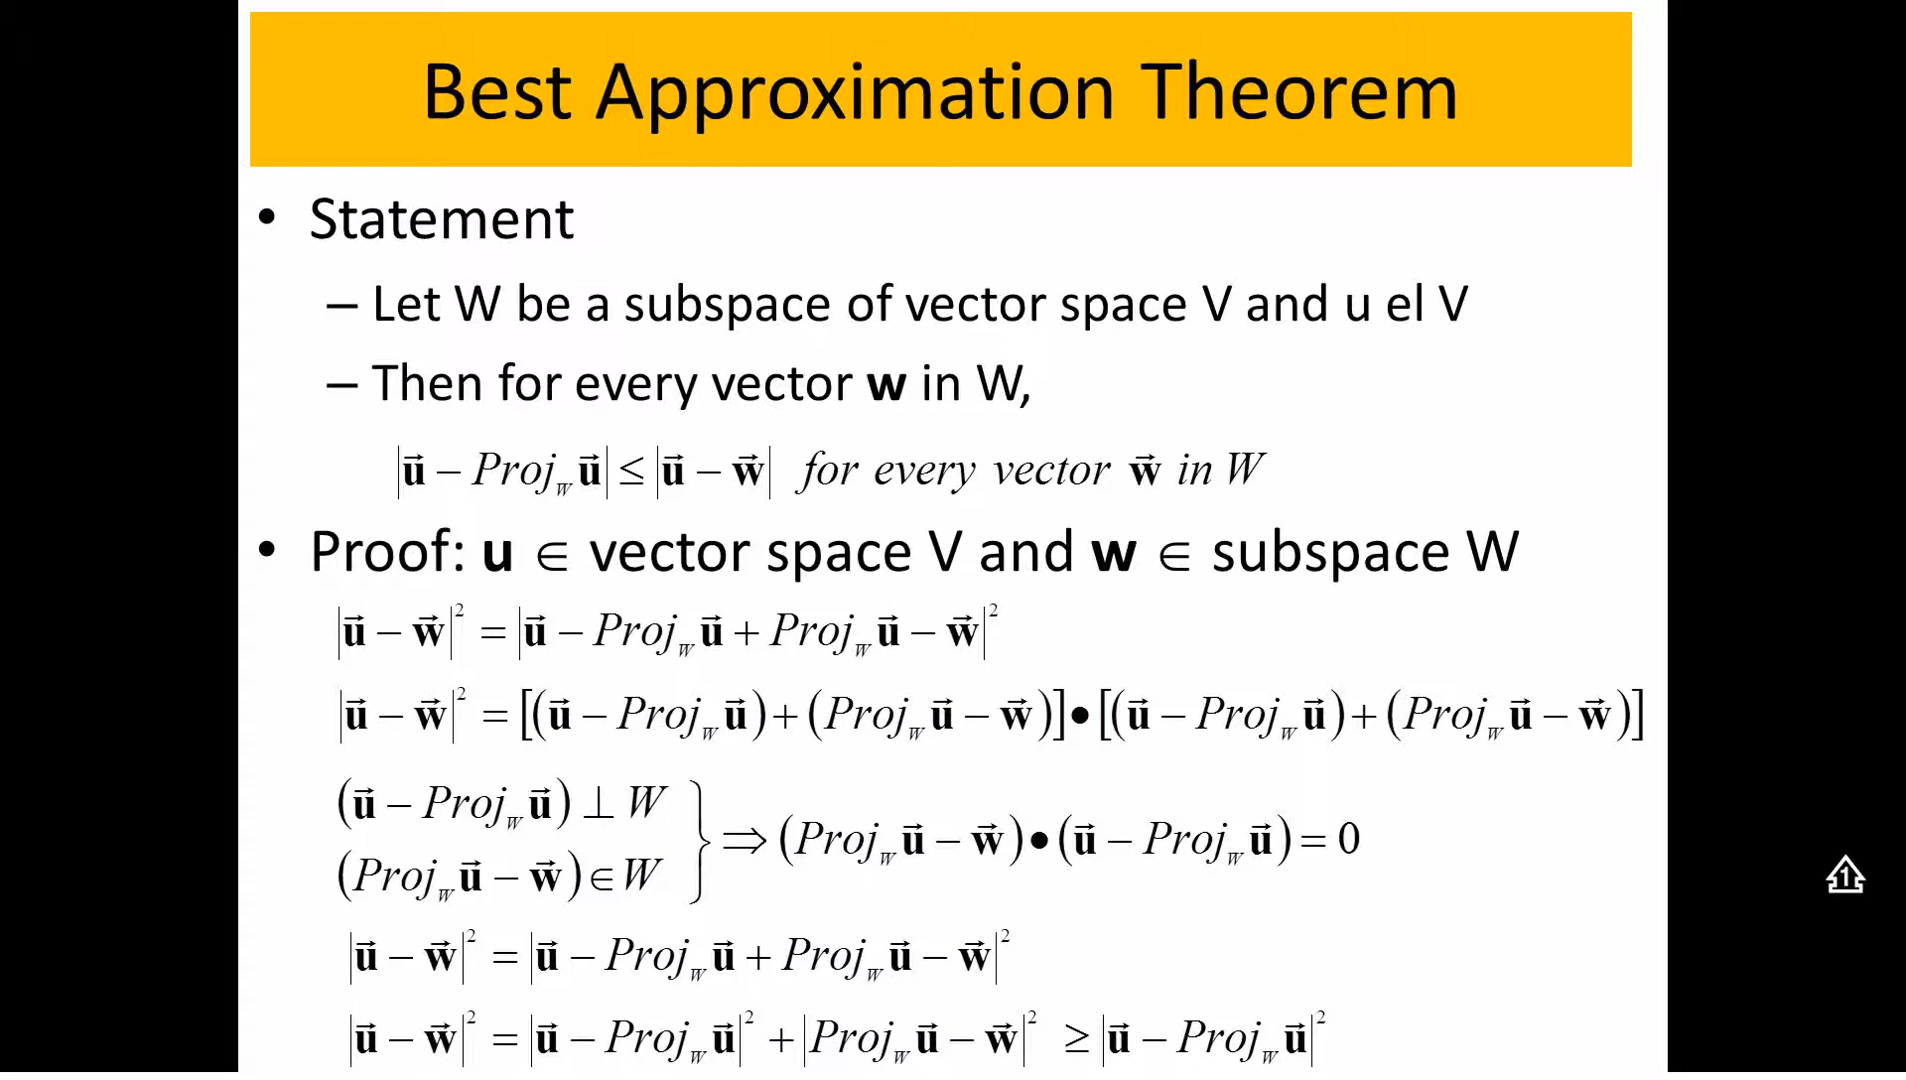 Best Approximation Theorem
• Statement
– Let W be a subspace of vector space V and u el V
– Then for every vector w in W,
|u⃗ − Proj_W u⃗| ≤ |u⃗ − w⃗| for every vector w⃗ in W
• Proof: u ∈ vector space V and w ∈ subspace W
|u⃗ − w⃗|² = |u⃗ − Proj_W u⃗ + Proj_W u⃗ − w⃗|²
|u⃗ − w⃗|² = [(u⃗ − Proj_W u⃗) + (Proj_W u⃗ − w⃗)] • [(u⃗ − Proj_W u⃗) + (Proj_W u⃗ − w⃗)]
(u⃗ − Proj_W u⃗) ⊥ W
(Proj_W u⃗ − w⃗) ∈ W } ⇒ (Proj_W u⃗ − w⃗) • (u⃗ − Proj_W u⃗) = 0
|u⃗ − w⃗|² = |u⃗ − Proj_W u⃗ + Proj_W u⃗ − w⃗|²
|u⃗ − w⃗|² = |u⃗ − Proj_W u⃗|² + |Proj_W u⃗ − w⃗|² ≥ |u⃗ − Proj_W u⃗|²
1